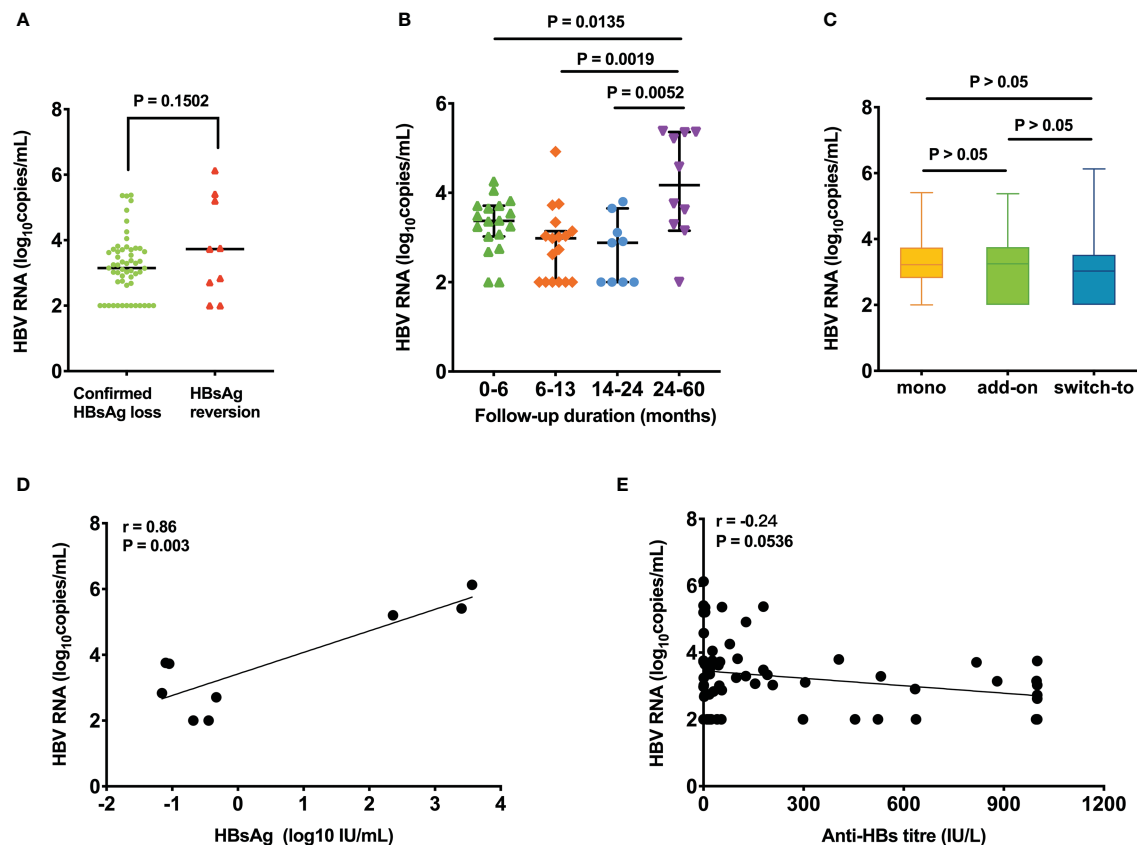 A
P = 0.1502
HBV RNA (log10copies/mL)
8
6
4
2
0
Confirmed HBsAg
HBsAg loss reversion
B
P = 0.0135
P = 0.0019
P = 0.0052
HBV RNA (log10copies/mL)
6
4
2
0
0-6 6-13 14-24 24-60
Follow-up duration (months)
C
P > 0.05
P > 0.05
P > 0.05
HBV RNA (log10copies/mL)
8
6
4
2
0
mono add-on switch-to
D
r = 0.86
P = 0.003
HBV RNA (log10copies/mL)
8
6
4
2
0
-2 -1 0 1 2 3 4
HBsAg (log10 IU/mL)
E
r = -0.24
P = 0.0536
HBV RNA (log10copies/mL)
8
6
4
2
0
0 300 600 900 1200
Anti-HBs titre (IU/L)